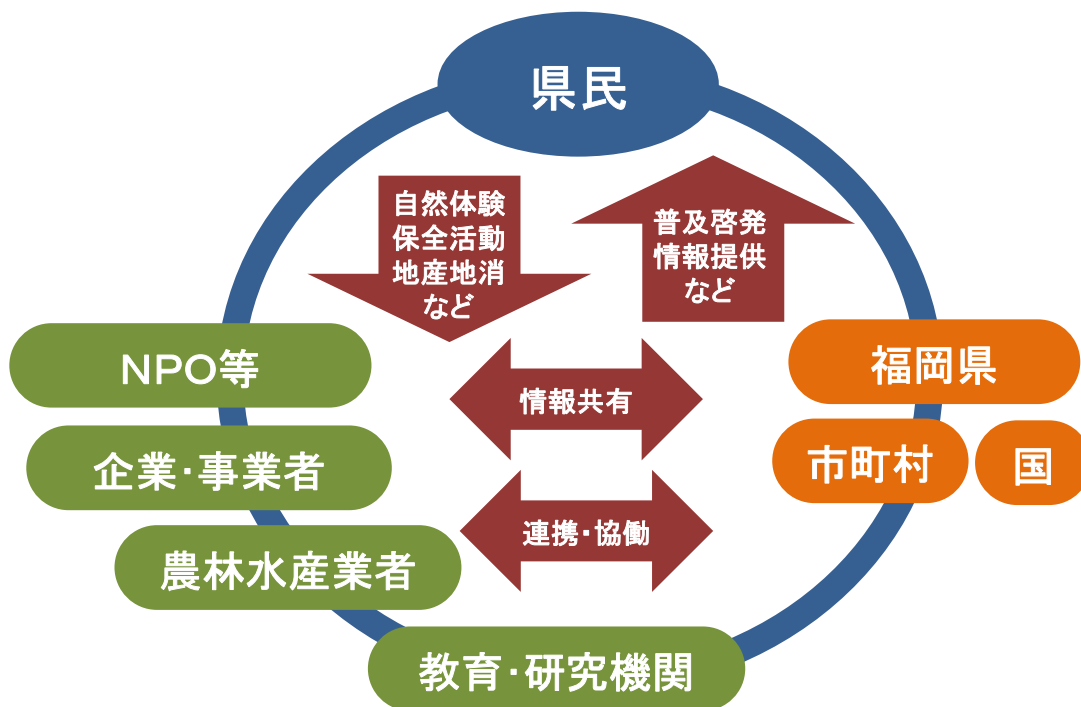 県民
自然体験
保全活動
地産地消
など
普及啓発
情報提供
など
NPO等
福岡県
情報共有
企業・事業者
市町村
国
連携・協働
農林水産業者
教育・研究機関